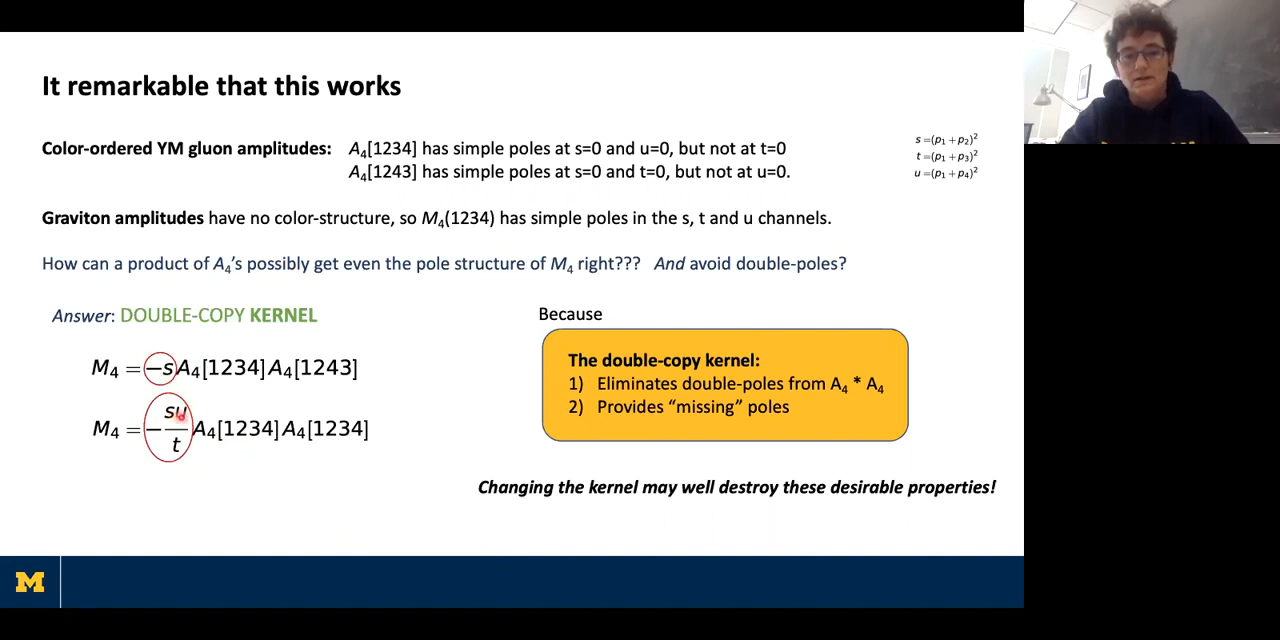 It remarkable that this works
Color-ordered YM gluon amplitudes: A₄[1234] has simple poles at s=0 and u=0, but not at t=0
A₄[1243] has simple poles at s=0 and t=0, but not at u=0.
s =(p₁ +p₂)²
t =(p₁ +p₃)²
u =(p₁ +p₄)²
Graviton amplitudes have no color-structure, so M₄(1234) has simple poles in the s, t and u channels.
How can a product of A₄'s possibly get even the pole structure of M₄ right??? And avoid double-poles?
Answer: DOUBLE-COPY KERNEL
M₄ = −s A₄[1234] A₄[1243]
M₄ = − su/t A₄[1234] A₄[1234]
Because
The double-copy kernel:
1) Eliminates double-poles from A₄ * A₄
2) Provides “missing” poles
Changing the kernel may well destroy these desirable properties!
M